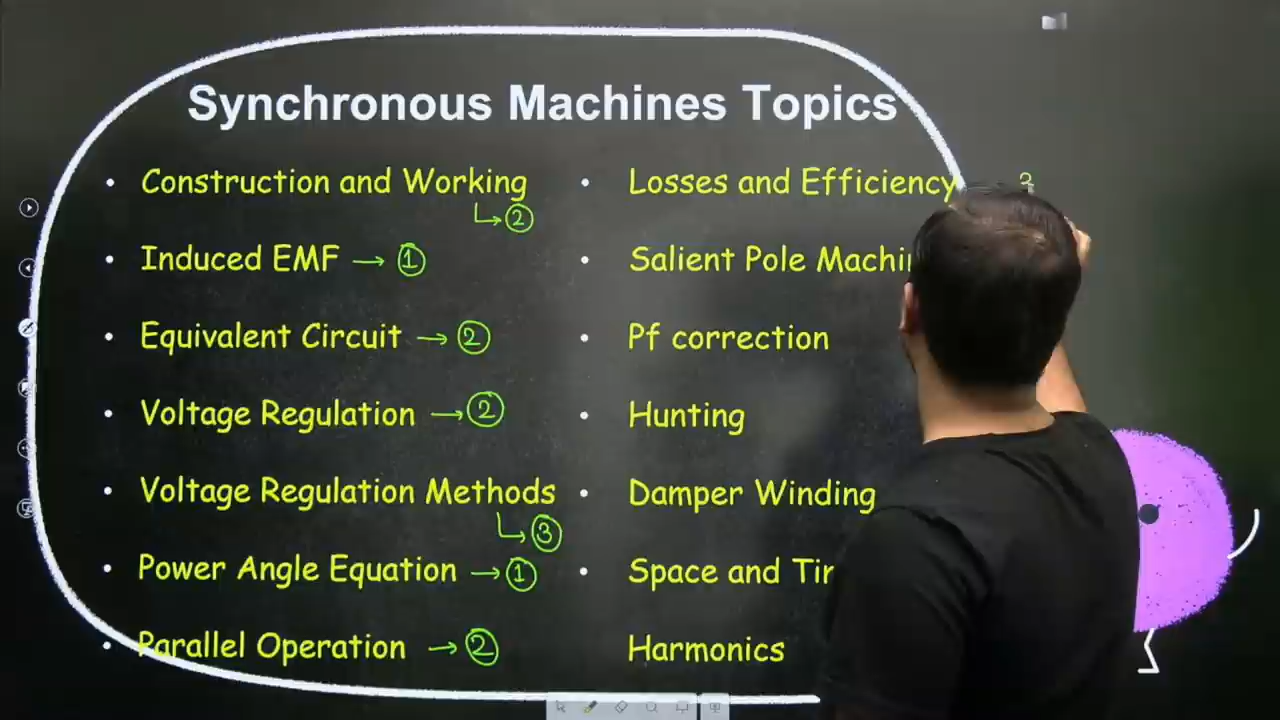 Synchronous Machines Topics
• Construction and Working
↳ 2
• Induced EMF → 1
• Equivalent Circuit → 2
• Voltage Regulation → 2
• Voltage Regulation Methods
↳ 3
• Power Angle Equation → 1
• Parallel Operation → 2
• Losses and Efficiency
• Salient Pole
• Pf correction
• Hunting
• Damper Winding
• Space and
Harmonics